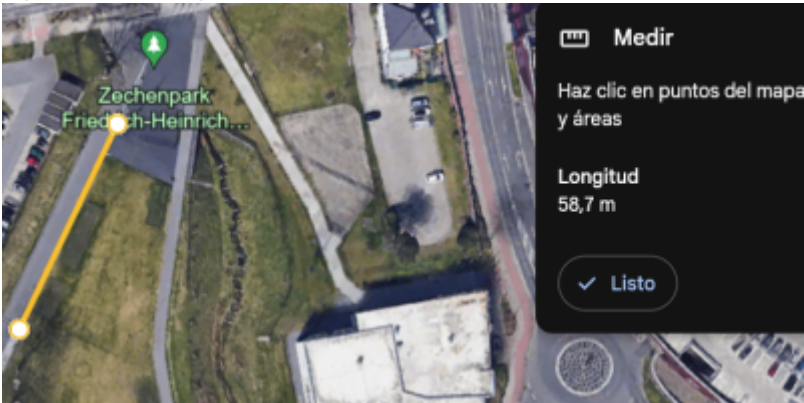 Zechenpark
Friedrich-Heinrich...
Medir
Haz clic en puntos del mapa
y áreas
Longitud
58,7 m
Listo